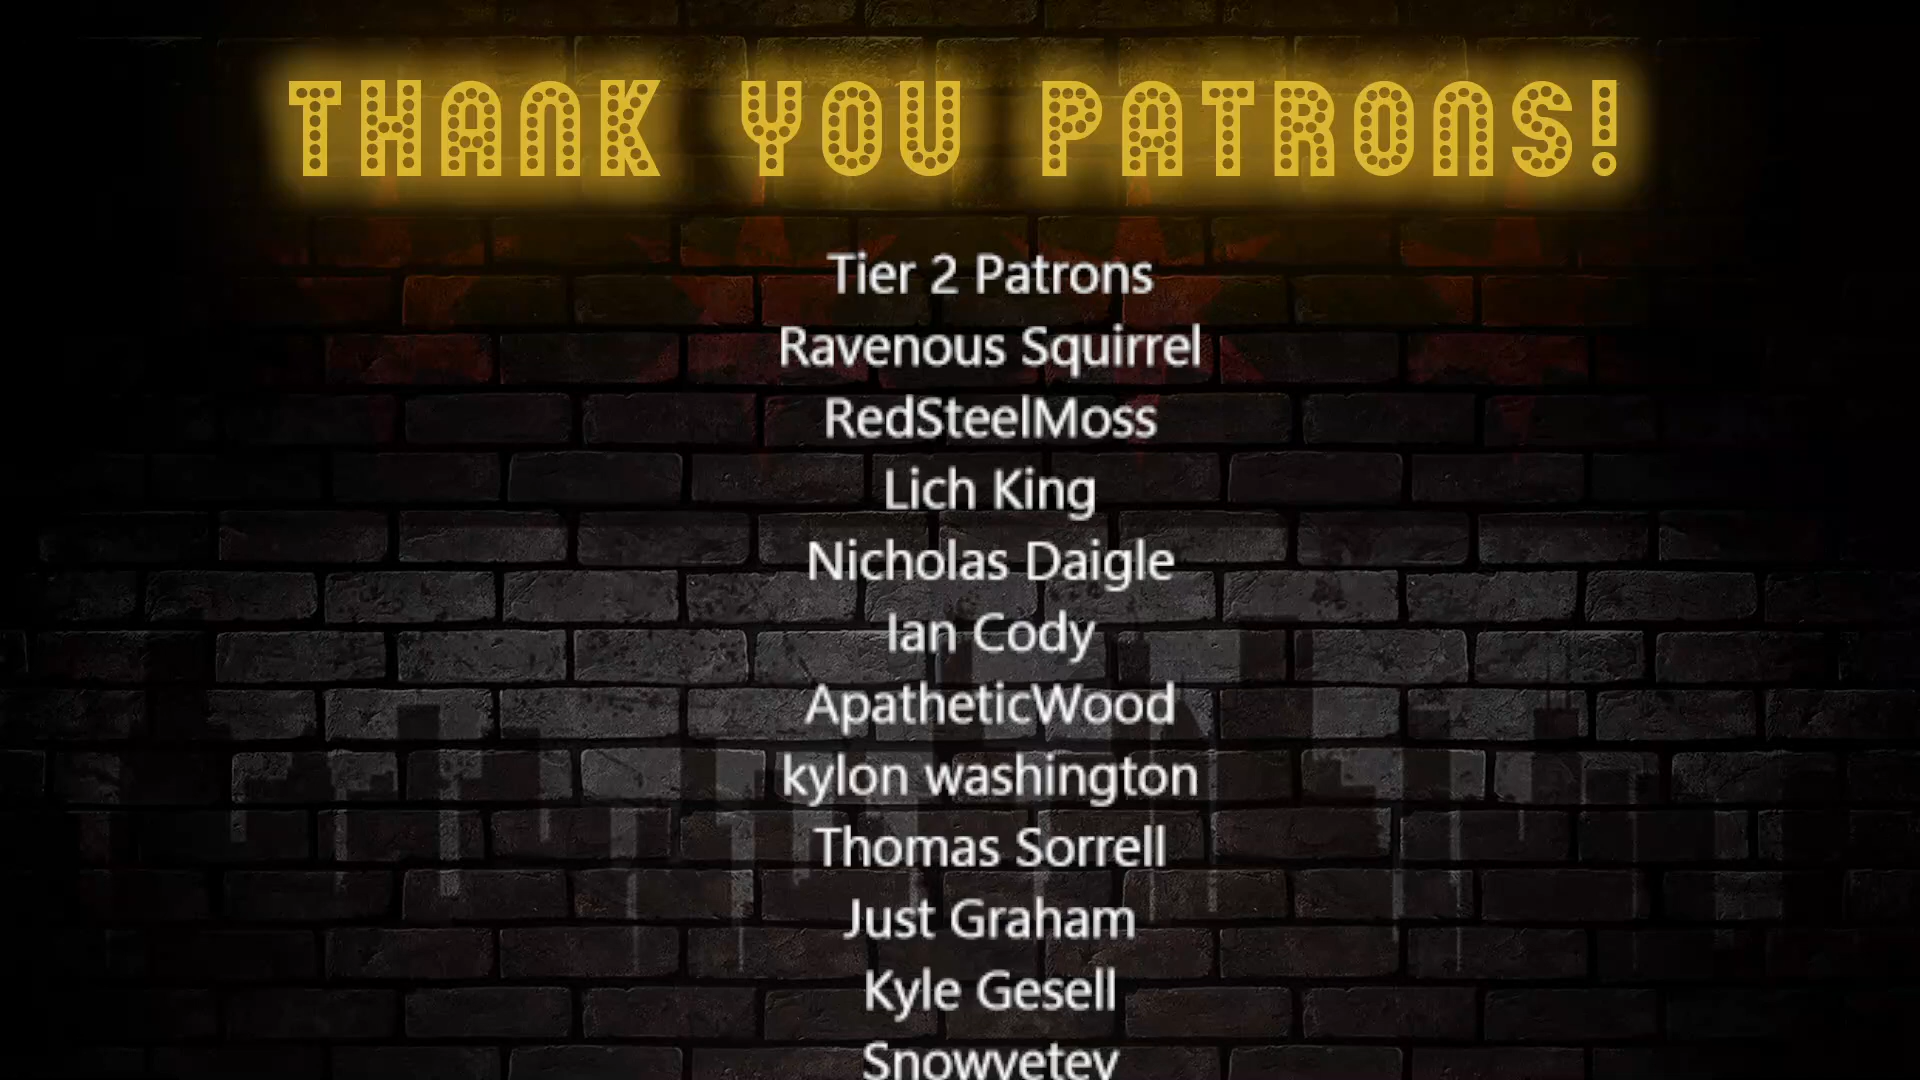 THANK YOU PATRONS!
Tier 2 Patrons
Ravenous Squirrel
RedSteelMoss
Lich King
Nicholas Daigle
Ian Cody
ApatheticWood
kylon washington
Thomas Sorrell
Just Graham
Kyle Gesell